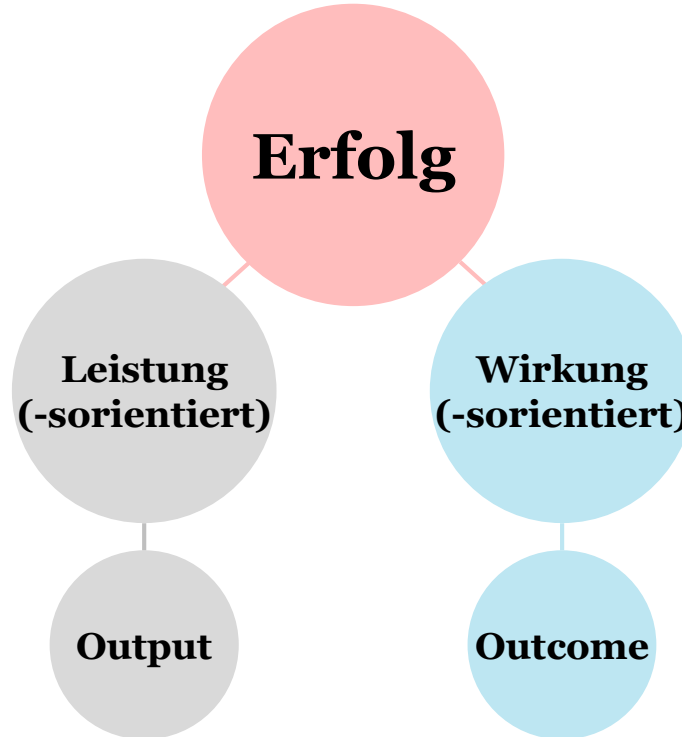 Erfolg
Leistung
(-sorientiert)
Wirkung
(-sorientiert)
Output
Outcome